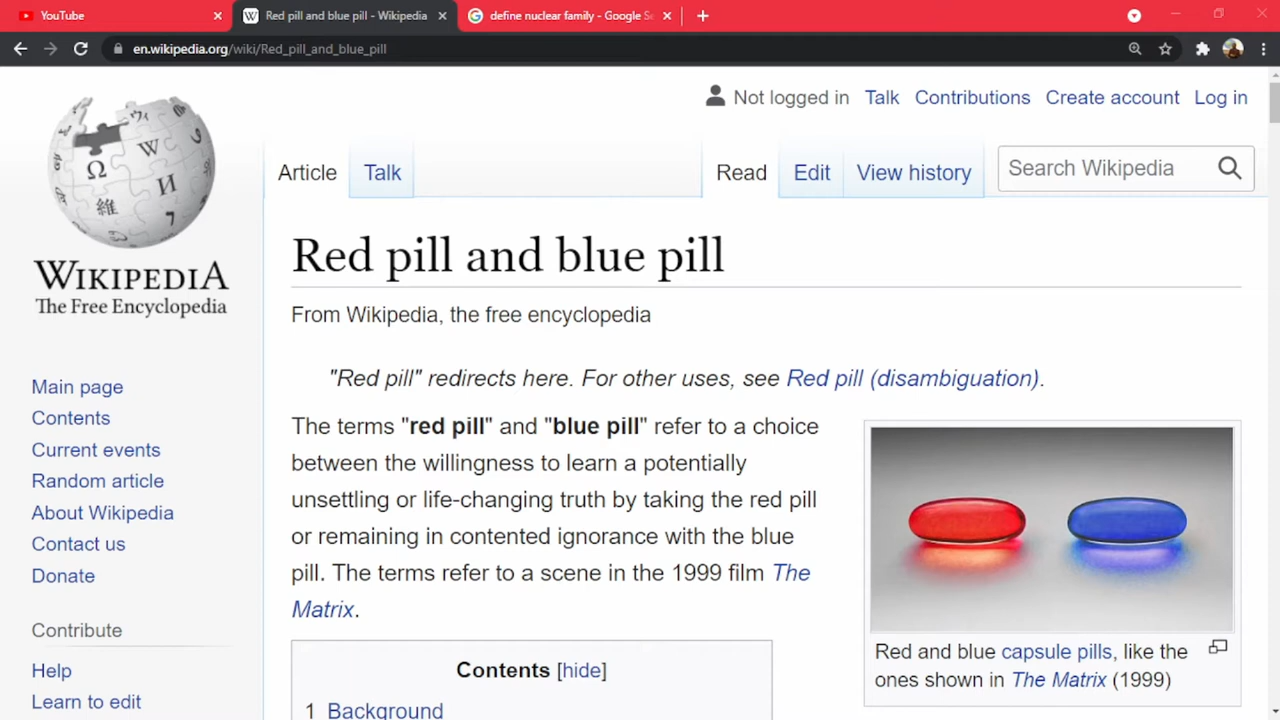 YouTube
Red pill and blue pill - Wikipedia
define nuclear family - Google Se
en.wikipedia.org/wiki/Red_pill_and_blue_pill
Not logged in Talk Contributions Create account Log in
Article Talk Read Edit View history Search Wikipedia
WIKIPEDIA
The Free Encyclopedia
Main page
Contents
Current events
Random article
About Wikipedia
Contact us
Donate
Contribute
Help
Learn to edit
Red pill and blue pill
From Wikipedia, the free encyclopedia
"Red pill" redirects here. For other uses, see Red pill (disambiguation).
The terms "red pill" and "blue pill" refer to a choice
between the willingness to learn a potentially
unsettling or life-changing truth by taking the red pill
or remaining in contented ignorance with the blue
pill. The terms refer to a scene in the 1999 film The
Matrix.
Red and blue capsule pills, like the
ones shown in The Matrix (1999)
Contents [hide]
1 Background